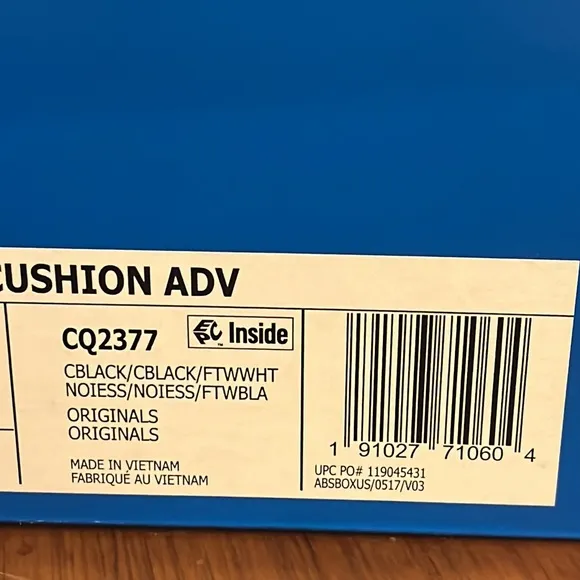 CUSHION ADV
CQ2377
Inside
™
CBLACK/CBLACK/FTWWHT
NOIESS/NOIESS/FTWBLA
ORIGINALS
ORIGINALS
MADE IN VIETNAM
FABRIQUÉ AU VIETNAM
1 91027 71060 4
UPC PO# 119045431
ABSBOXUS/0517/V03